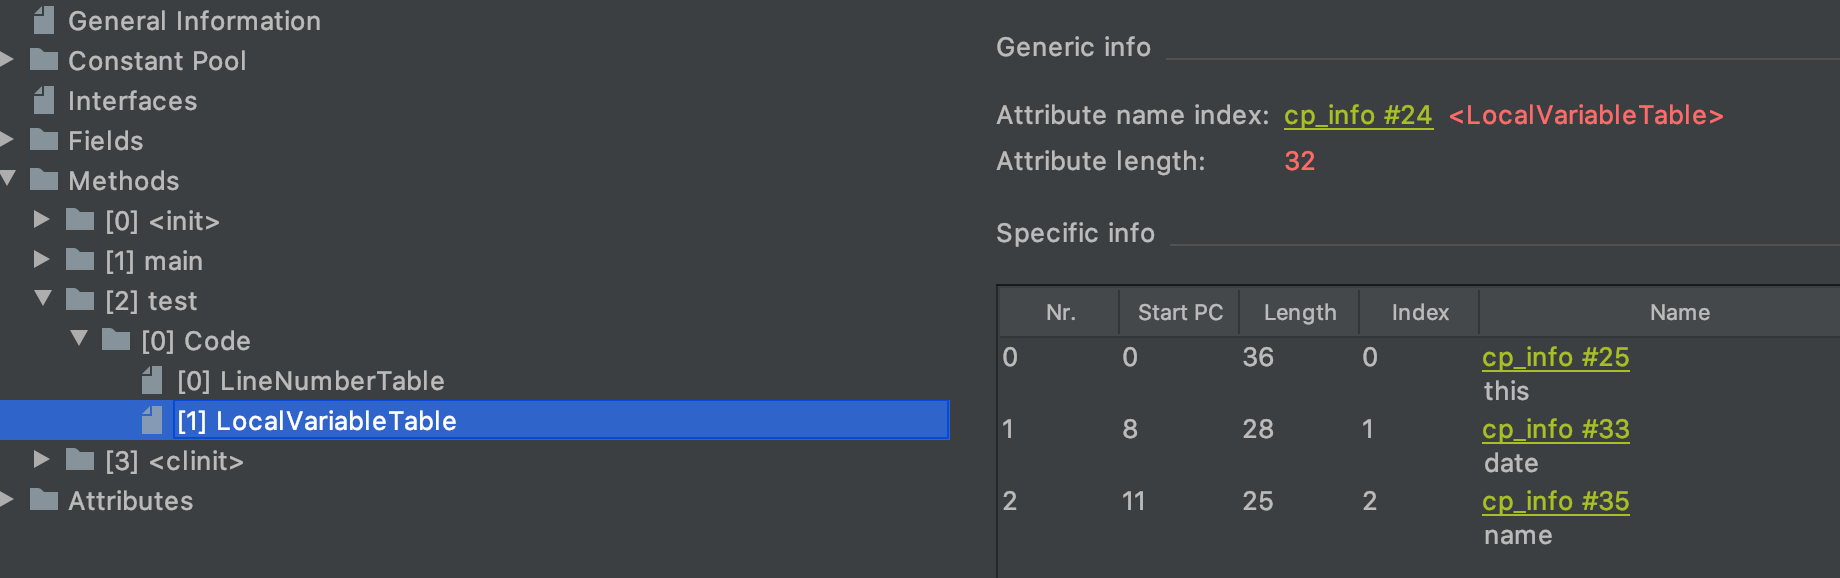 General Information
Constant Pool
Interfaces
Fields
Methods
[0] <init>
[1] main
[2] test
[0] Code
[0] LineNumberTable
[1] LocalVariableTable
[3] <clinit>
Attributes
Generic info
Attribute name index: cp_info #24 <LocalVariableTable>
Attribute length: 32
Specific info
Nr. Start PC Length Index Name
0 0 36 0 cp_info #25
this
1 8 28 1 cp_info #33
date
2 11 25 2 cp_info #35
name